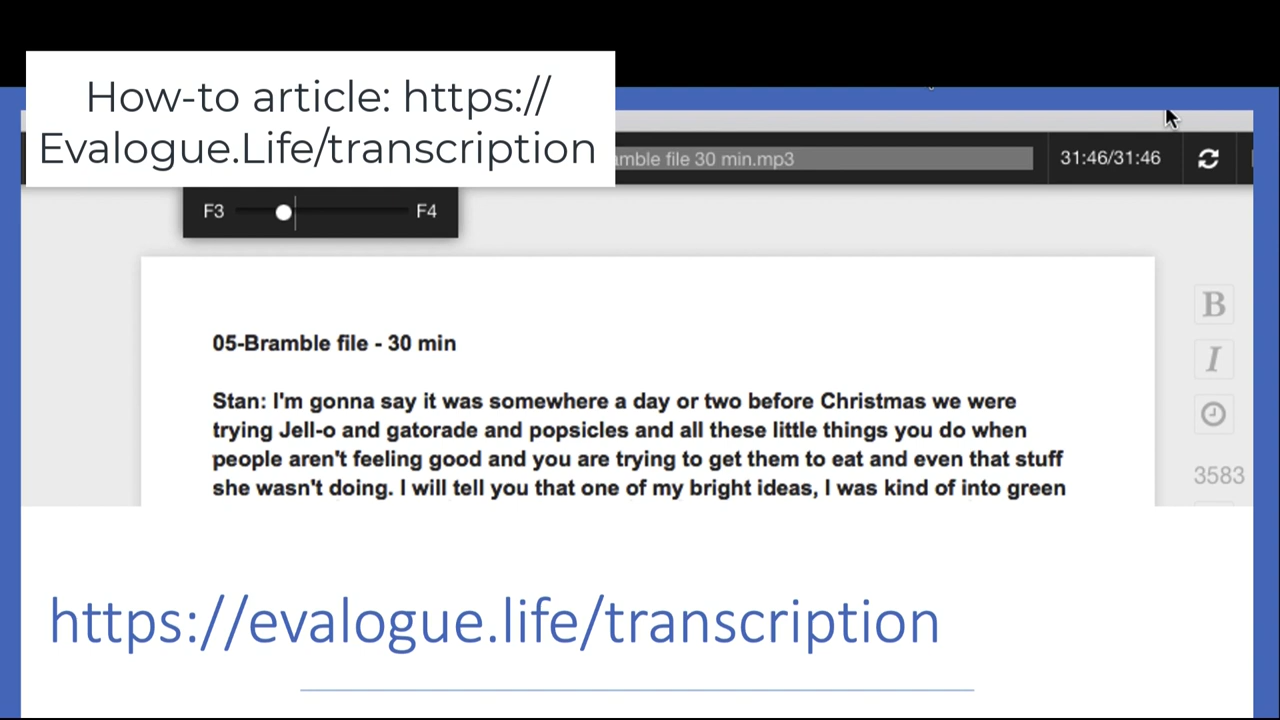 How-to article: https://
Evalogue.Life/transcription
mble file 30 min.mp3
31:46/31:46
F3
F4
05-Bramble file - 30 min
Stan: I'm gonna say it was somewhere a day or two before Christmas we were
trying Jell-o and gatorade and popsicles and all these little things you do when
people aren't feeling good and you are trying to get them to eat and even that stuff
she wasn't doing. I will tell you that one of my bright ideas, I was kind of into green
B
I
3583
https://evalogue.life/transcription